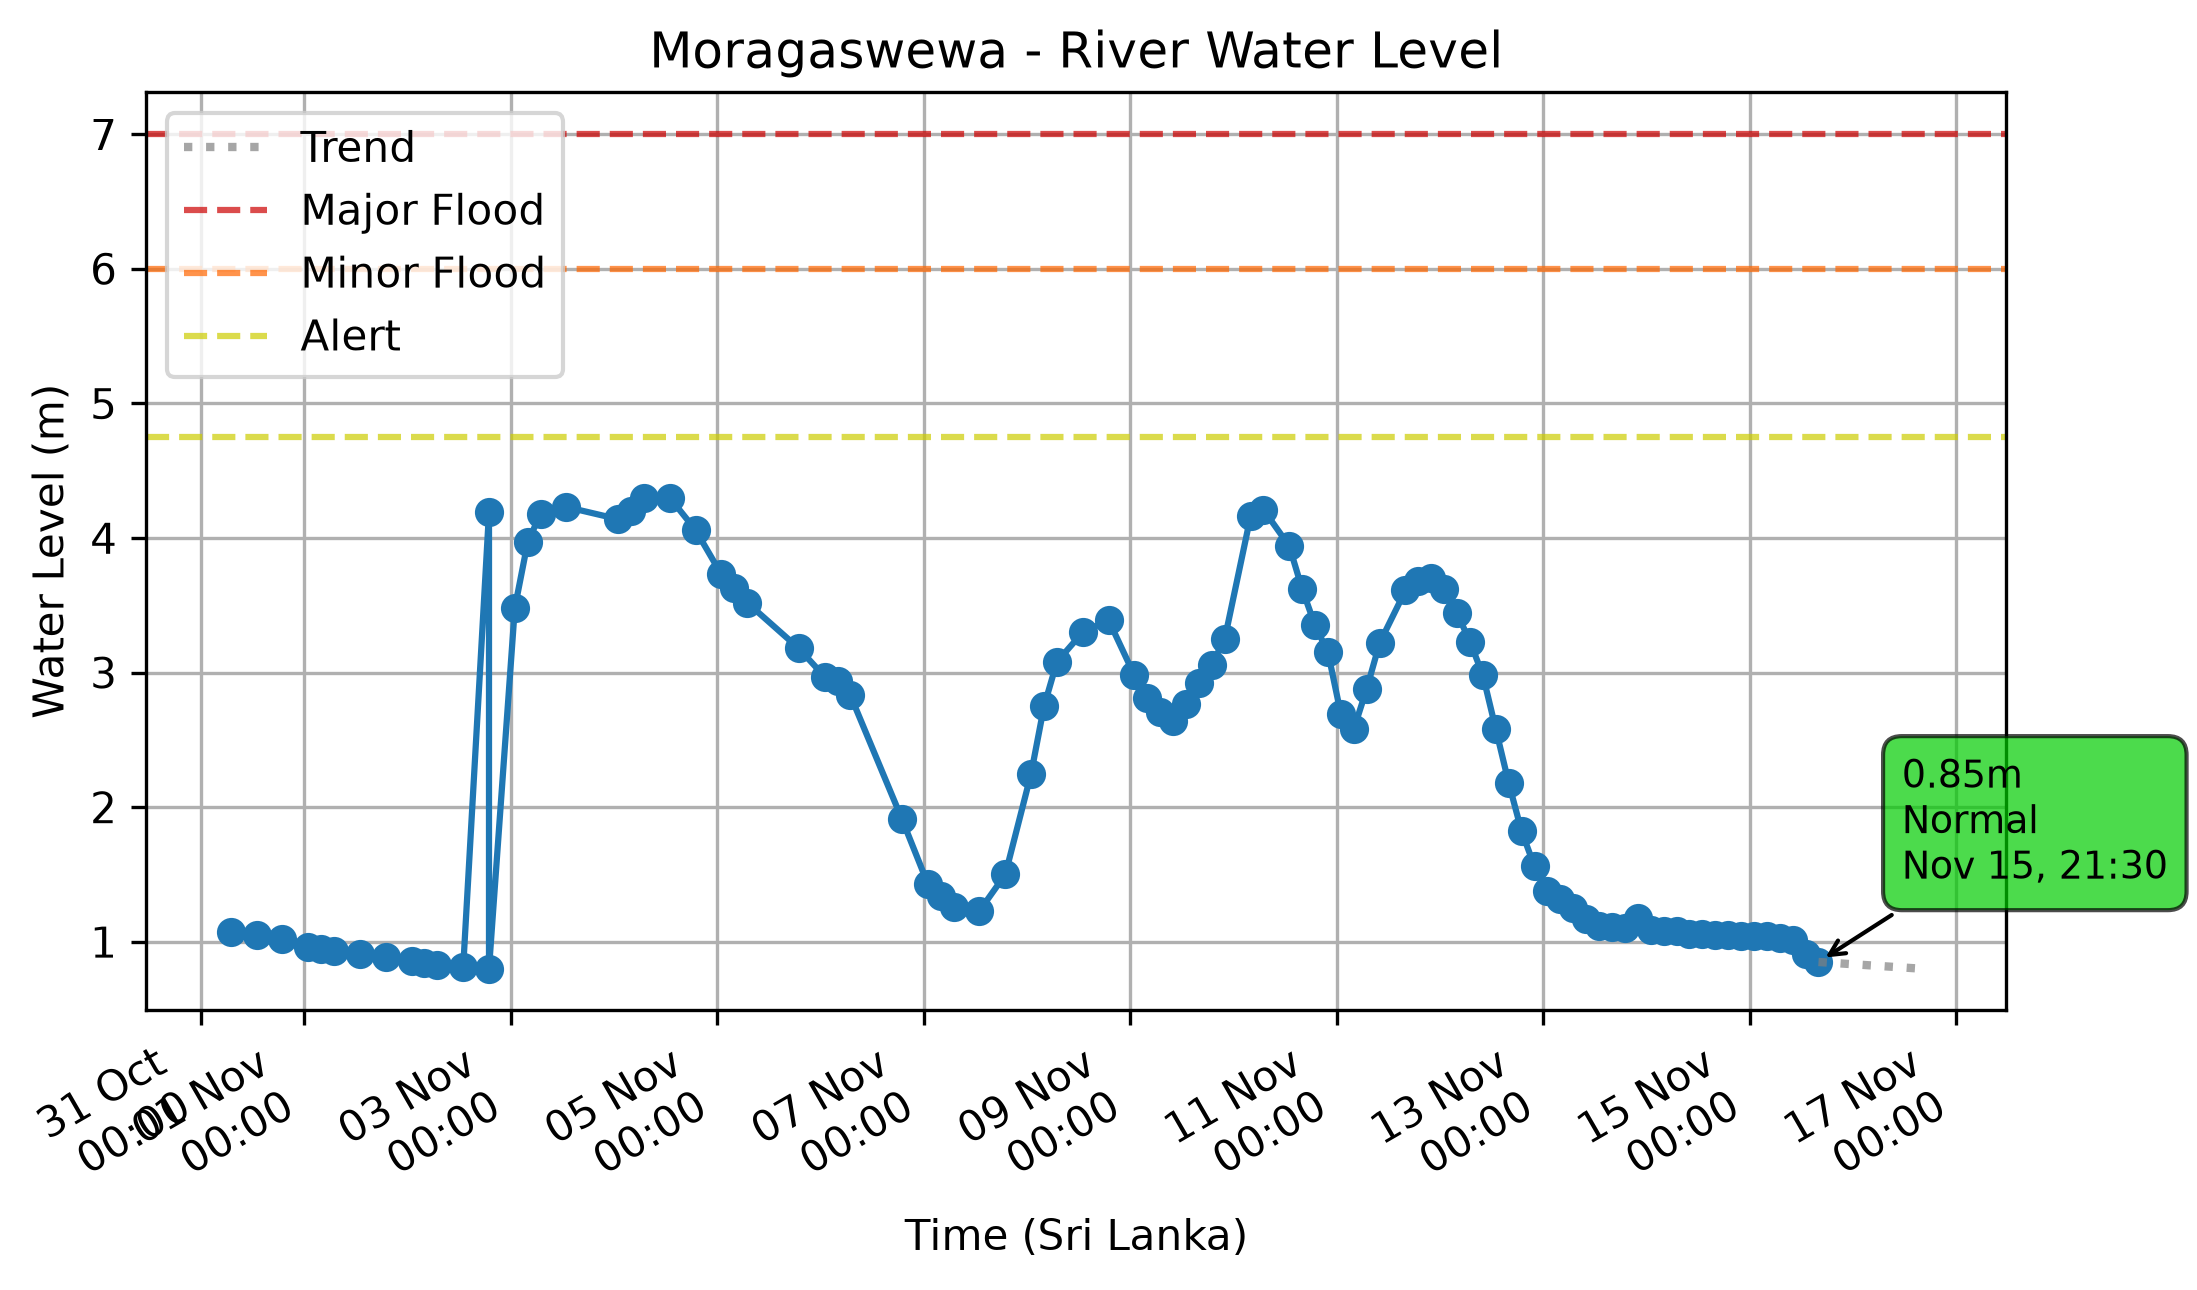 Moragaswewa - River Water Level
7
6
5
4
3
2
1
Water Level (m)
Trend
Major Flood
Minor Flood
Alert
0.85m
Normal
Nov 15, 21:30
31 Oct
00:00
01 Nov
00:00
03 Nov
00:00
05 Nov
00:00
07 Nov
00:00
09 Nov
00:00
11 Nov
00:00
13 Nov
00:00
15 Nov
00:00
17 Nov
00:00
Time (Sri Lanka)